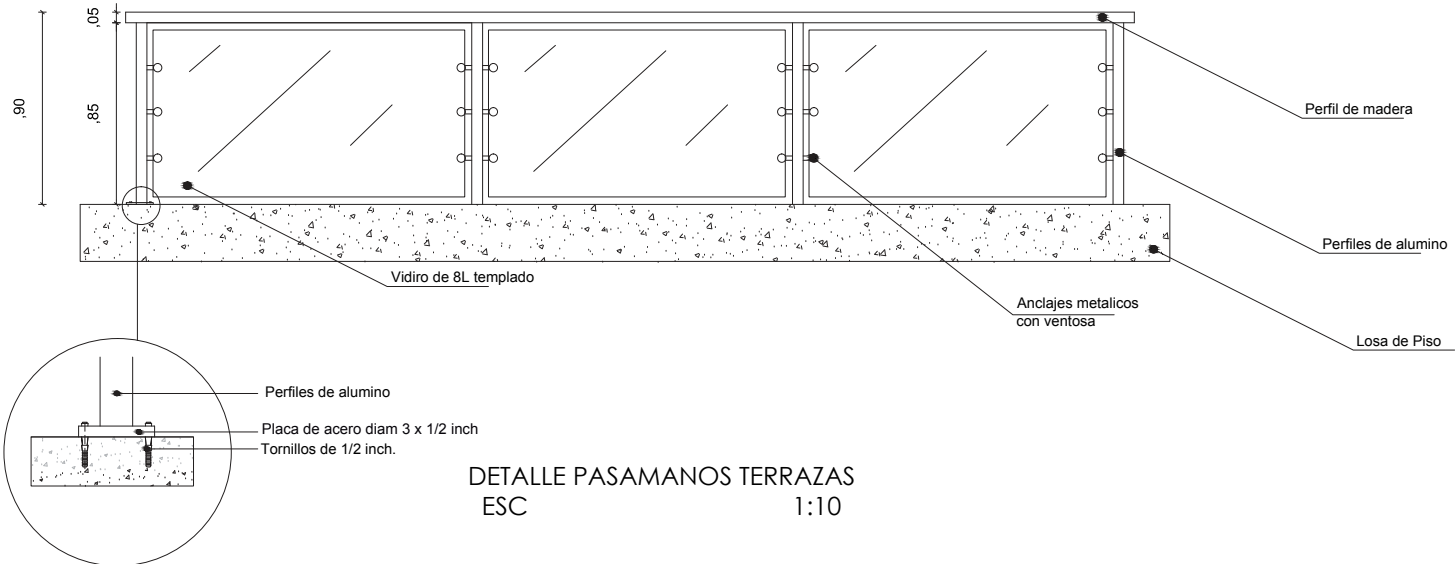 ,05
,90
,85
Perfil de madera
Perfiles de alumino
Vidiro de 8L templado
Anclajes metalicos
con ventosa
Losa de Piso
Perfiles de alumino
Placa de acero diam 3 x 1/2 inch
Tornillos de 1/2 inch.
DETALLE PASAMANOS TERRAZAS
ESC 1:10